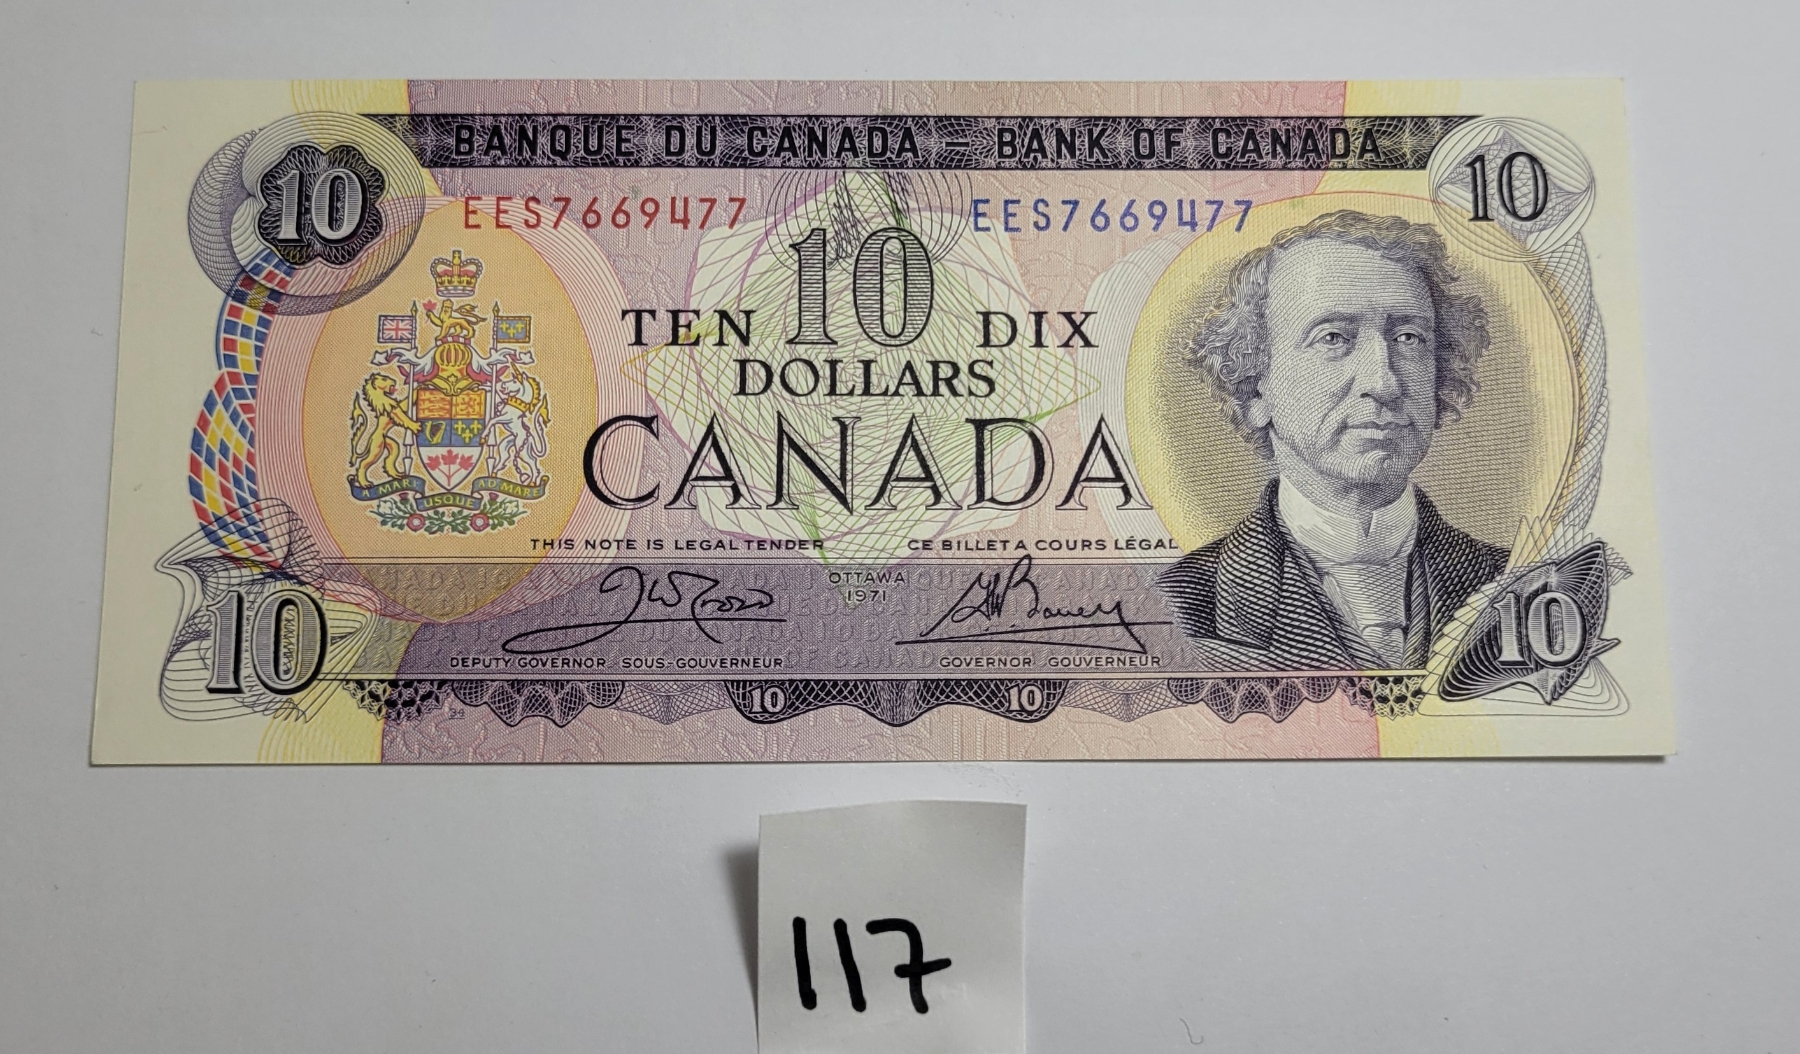 BANQUE DU CANADA – BANK OF CANADA
10 10
EES7669477 EES7669477
10
TEN DIX
DOLLARS
CANADA
A MARI USQUE AD MARE
THIS NOTE IS LEGAL TENDER CE BILLET A COURS LÉGAL
OTTAWA
1971
DEPUTY GOVERNOR SOUS-GOUVERNEUR GOVERNOR GOUVERNEUR
10 10 10 10
117